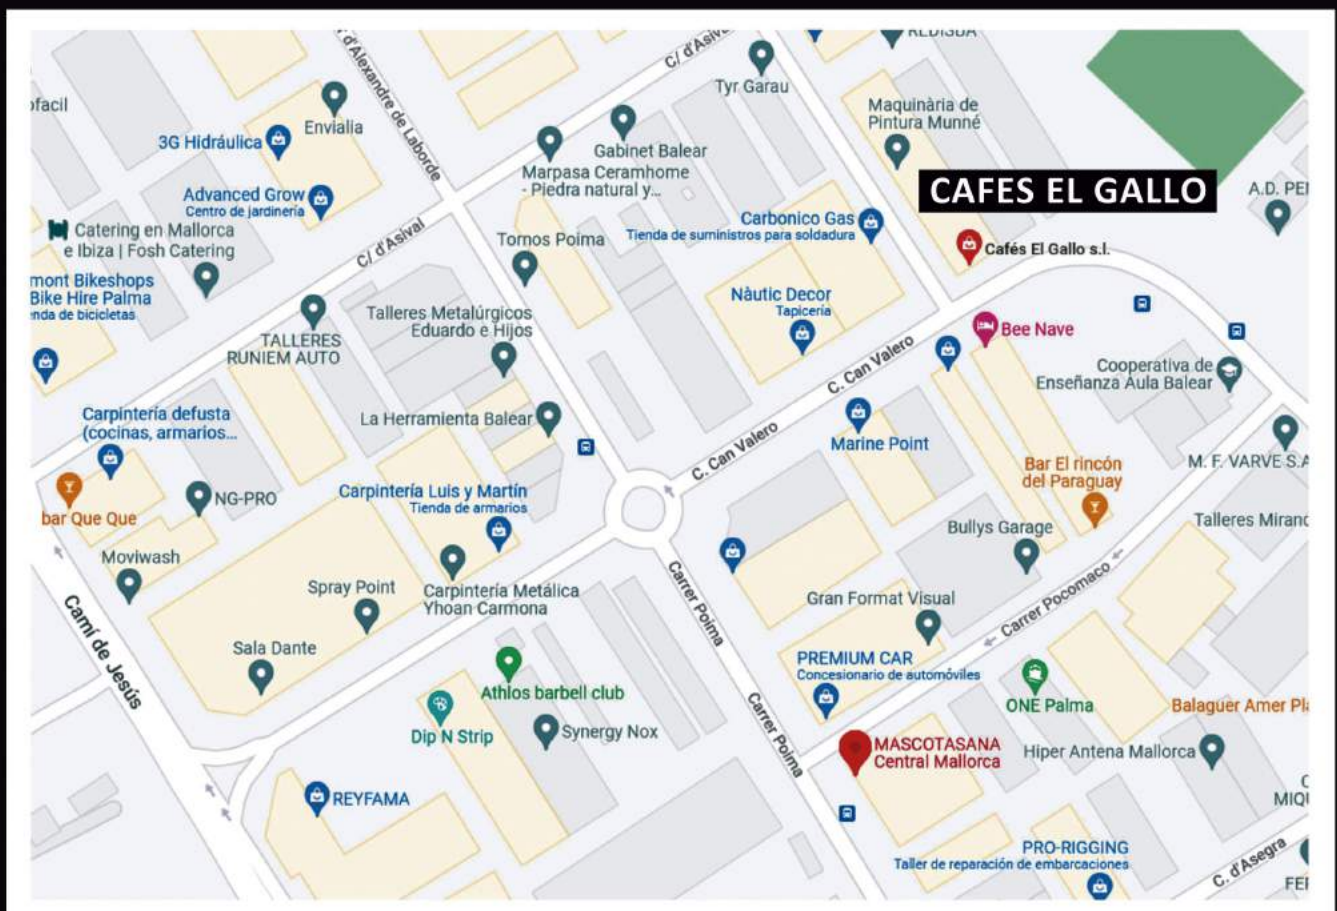 REDISBA
C/ d'Asival
d'Alexandre de Laborde
Tyr Garau
ofacil
Envialia
Maquinària de
Pintura Munné
3G Hidráulica
Gabinet Balear
Marpasa Ceramhome
- Piedra natural y...
CAFES EL GALLO
A.D. PEÑ
Advanced Grow
Centro de jardinería
Carbonico Gas
Tienda de suministros para soldadura
Catering en Mallorca
e Ibiza | Fosh Catering
C/ d'Asival
Tornos Poima
Cafés El Gallo s.l.
mont Bikeshops
Bike Hire Palma
enda de bicicletas
Nàutic Decor
Tapicería
Talleres Metalúrgicos
Eduardo e Hijos
TALLERES
RUNIEM AUTO
Bee Nave
C. Can Valero
Cooperativa de
Enseñanza Aula Balear
Carpintería defusta
(cocinas, armarios...
La Herramienta Balear
C. Can Valero
Marine Point
M. F. VARVE S.A
Bar El rincón
del Paraguay
NG-PRO
Carpintería Luis y Martín
Tienda de armarios
bar Que Que
Bullys Garage
Talleres Mirand
Moviwash
Spray Point
Carpintería Metálica
Yhoan Carmona
Carrer Poima
Gran Format Visual
Carrer Pocomaco
Camí de Jesús
Sala Dante
PREMIUM CAR
Concesionario de automóviles
Athlos barbell club
ONE Palma
Balaguer Amer Pla
Dip N Strip
Synergy Nox
Carrer Poima
MASCOTASANA
Central Mallorca
Hiper Antena Mallorca
REYFAMA
MIQU
PRO-RIGGING
Taller de reparación de embarcaciones
C. d'Asegra
FER